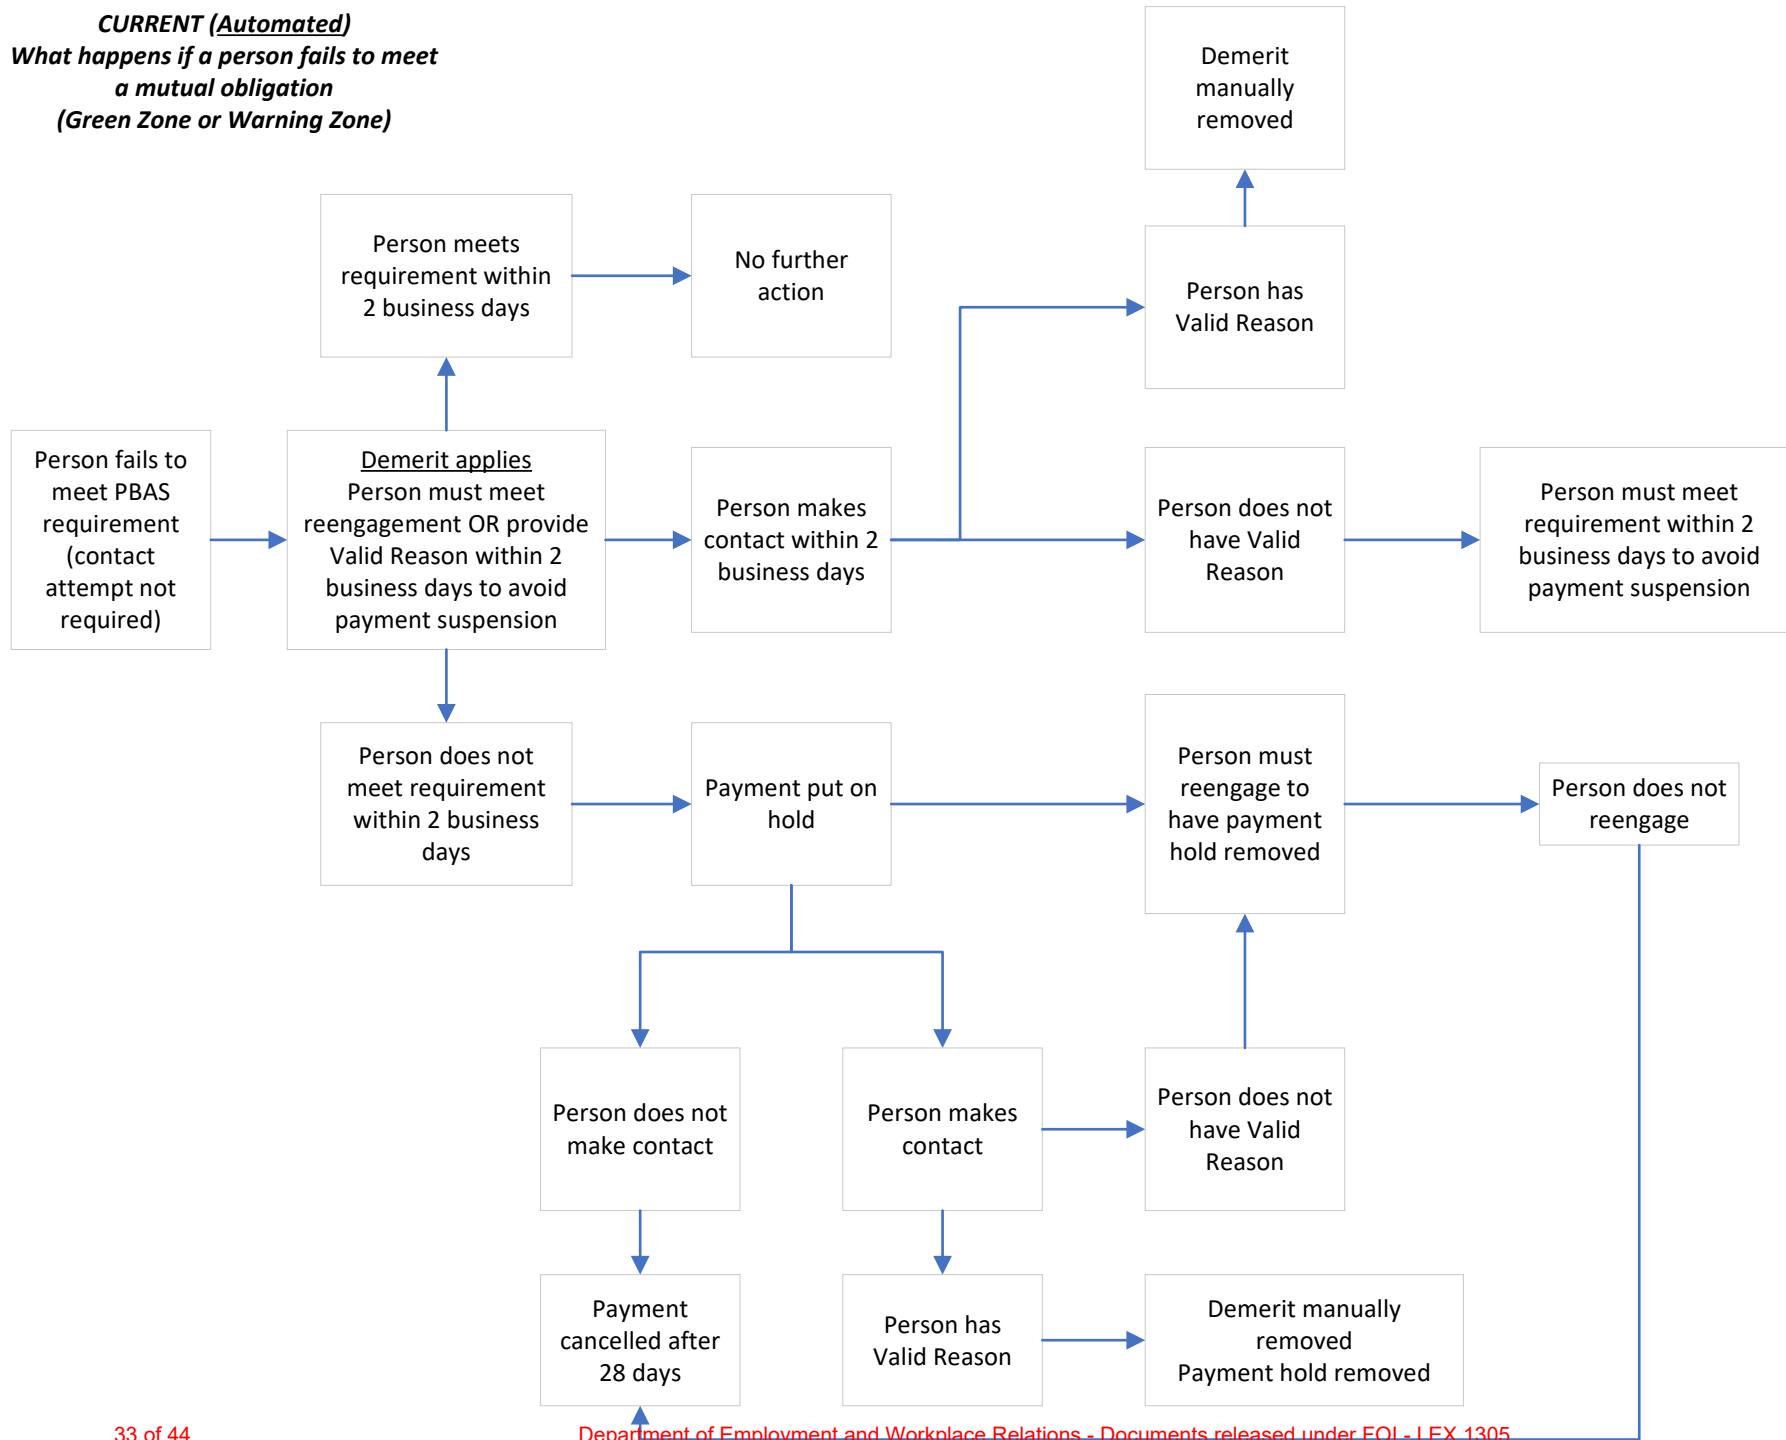 CURRENT (Automated)
What happens if a person fails to meet
a mutual obligation
(Green Zone or Warning Zone)
Demerit
manually
removed
Person meets
requirement within
2 business days
No further
action
Person has
Valid Reason
Person fails to
meet PBAS
requirement
(contact
attempt not
required)
Demerit applies
Person must meet
reengagement OR provide
Valid Reason within 2
business days to avoid
payment suspension
Person makes
contact within 2
business days
Person does not
have Valid
Reason
Person must meet
requirement within 2
business days to avoid
payment suspension
Person does not
meet requirement
within 2 business
days
Payment put on
hold
Person must
reengage to
have payment
hold removed
Person does not
reengage
Person does not
make contact
Person makes
contact
Person does not
have Valid
Reason
Payment
cancelled after
28 days
Person has
Valid Reason
Demerit manually
removed
Payment hold removed
33 of 44
Department of Employment and Workplace Relations - Documents released under FOI - LEX 1305